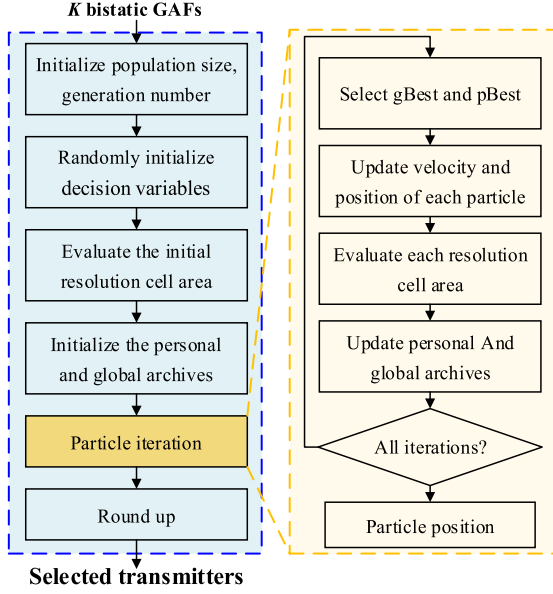 K bistatic GAFs
Initialize population size,
generation number
Randomly initialize
decision variables
Evaluate the initial
resolution cell area
Initialize the personal
and global archives
Particle iteration
Round up
Selected transmitters
Select gBest and pBest
Update velocity and
position of each particle
Evaluate each resolution
cell area
Update personal And
global archives
All iterations?
Particle position